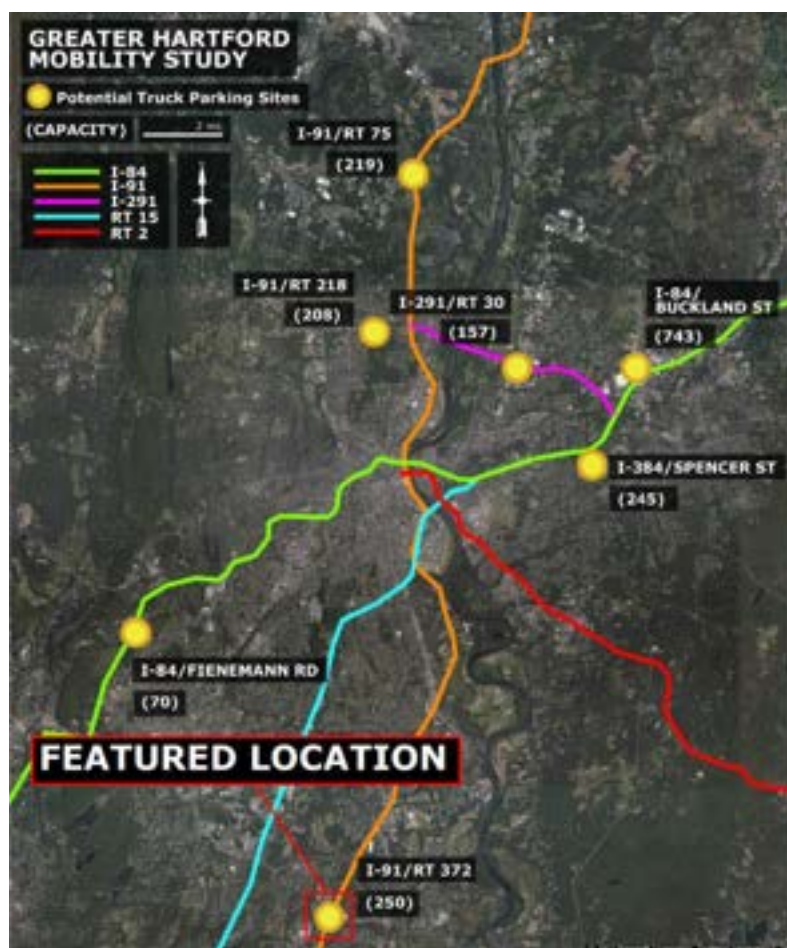 GREATER HARTFORD
MOBILITY STUDY
Potential Truck Parking Sites
(CAPACITY)
2 mi
I-84
I-91
I-291
RT 15
RT 2
I-91/RT 75
(219)
I-91/RT 218
(208)
I-291/RT 30
(157)
I-84/
BUCKLAND ST
(743)
I-384/SPENCER ST
(245)
I-84/FIENEMANN RD
(70)
FEATURED LOCATION
I-91/RT 372
(250)